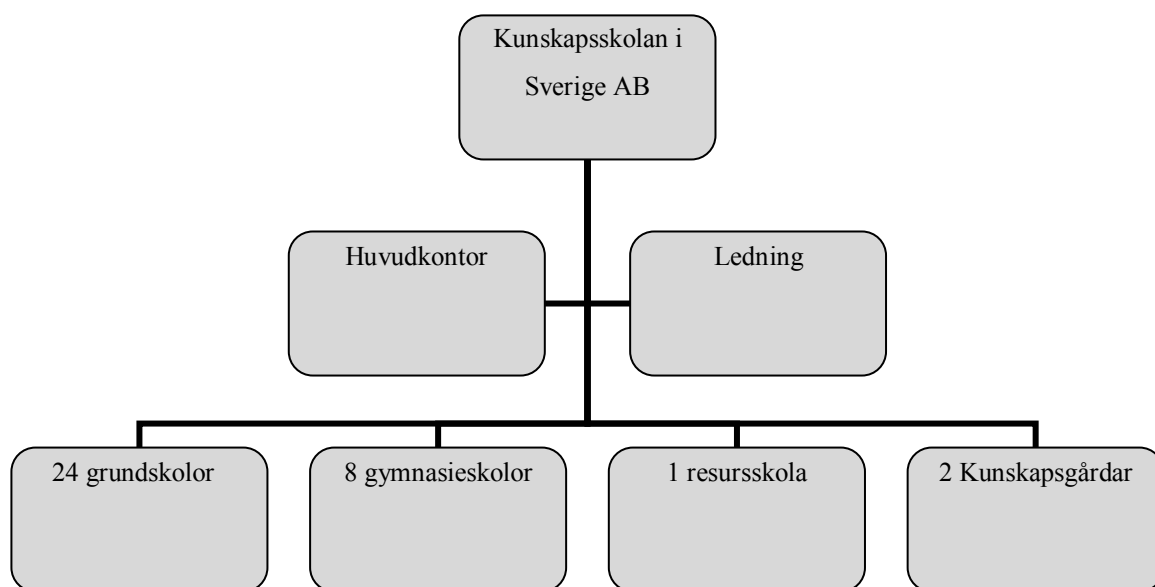 Kunskapsskolan i
Sverige AB
Huvudkontor
Ledning
24 grundskolor
8 gymnasieskolor
1 resursskola
2 Kunskapsgårdar